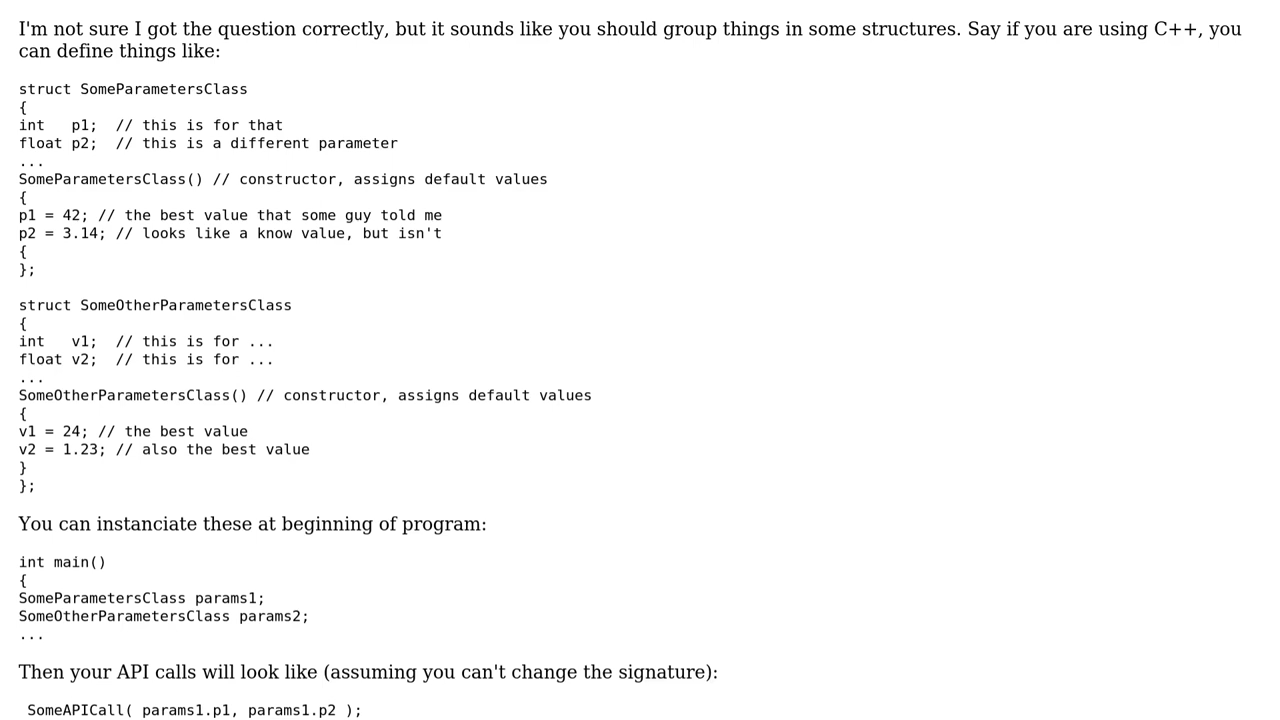 I'm not sure I got the question correctly, but it sounds like you should group things in some structures. Say if you are using C++, you
can define things like:
struct SomeParametersClass
{
int   p1;  // this is for that
float p2;  // this is a different parameter
...
SomeParametersClass() // constructor, assigns default values
{
p1 = 42; // the best value that some guy told me
p2 = 3.14; // looks like a know value, but isn't
{
};
struct SomeOtherParametersClass
{
int   v1;  // this is for ...
float v2;  // this is for ...
...
SomeOtherParametersClass() // constructor, assigns default values
{
v1 = 24; // the best value
v2 = 1.23; // also the best value
}
};
You can instanciate these at beginning of program:
int main()
{
SomeParametersClass params1;
SomeOtherParametersClass params2;
...
Then your API calls will look like (assuming you can't change the signature):
SomeAPICall( params1.p1, params1.p2 );